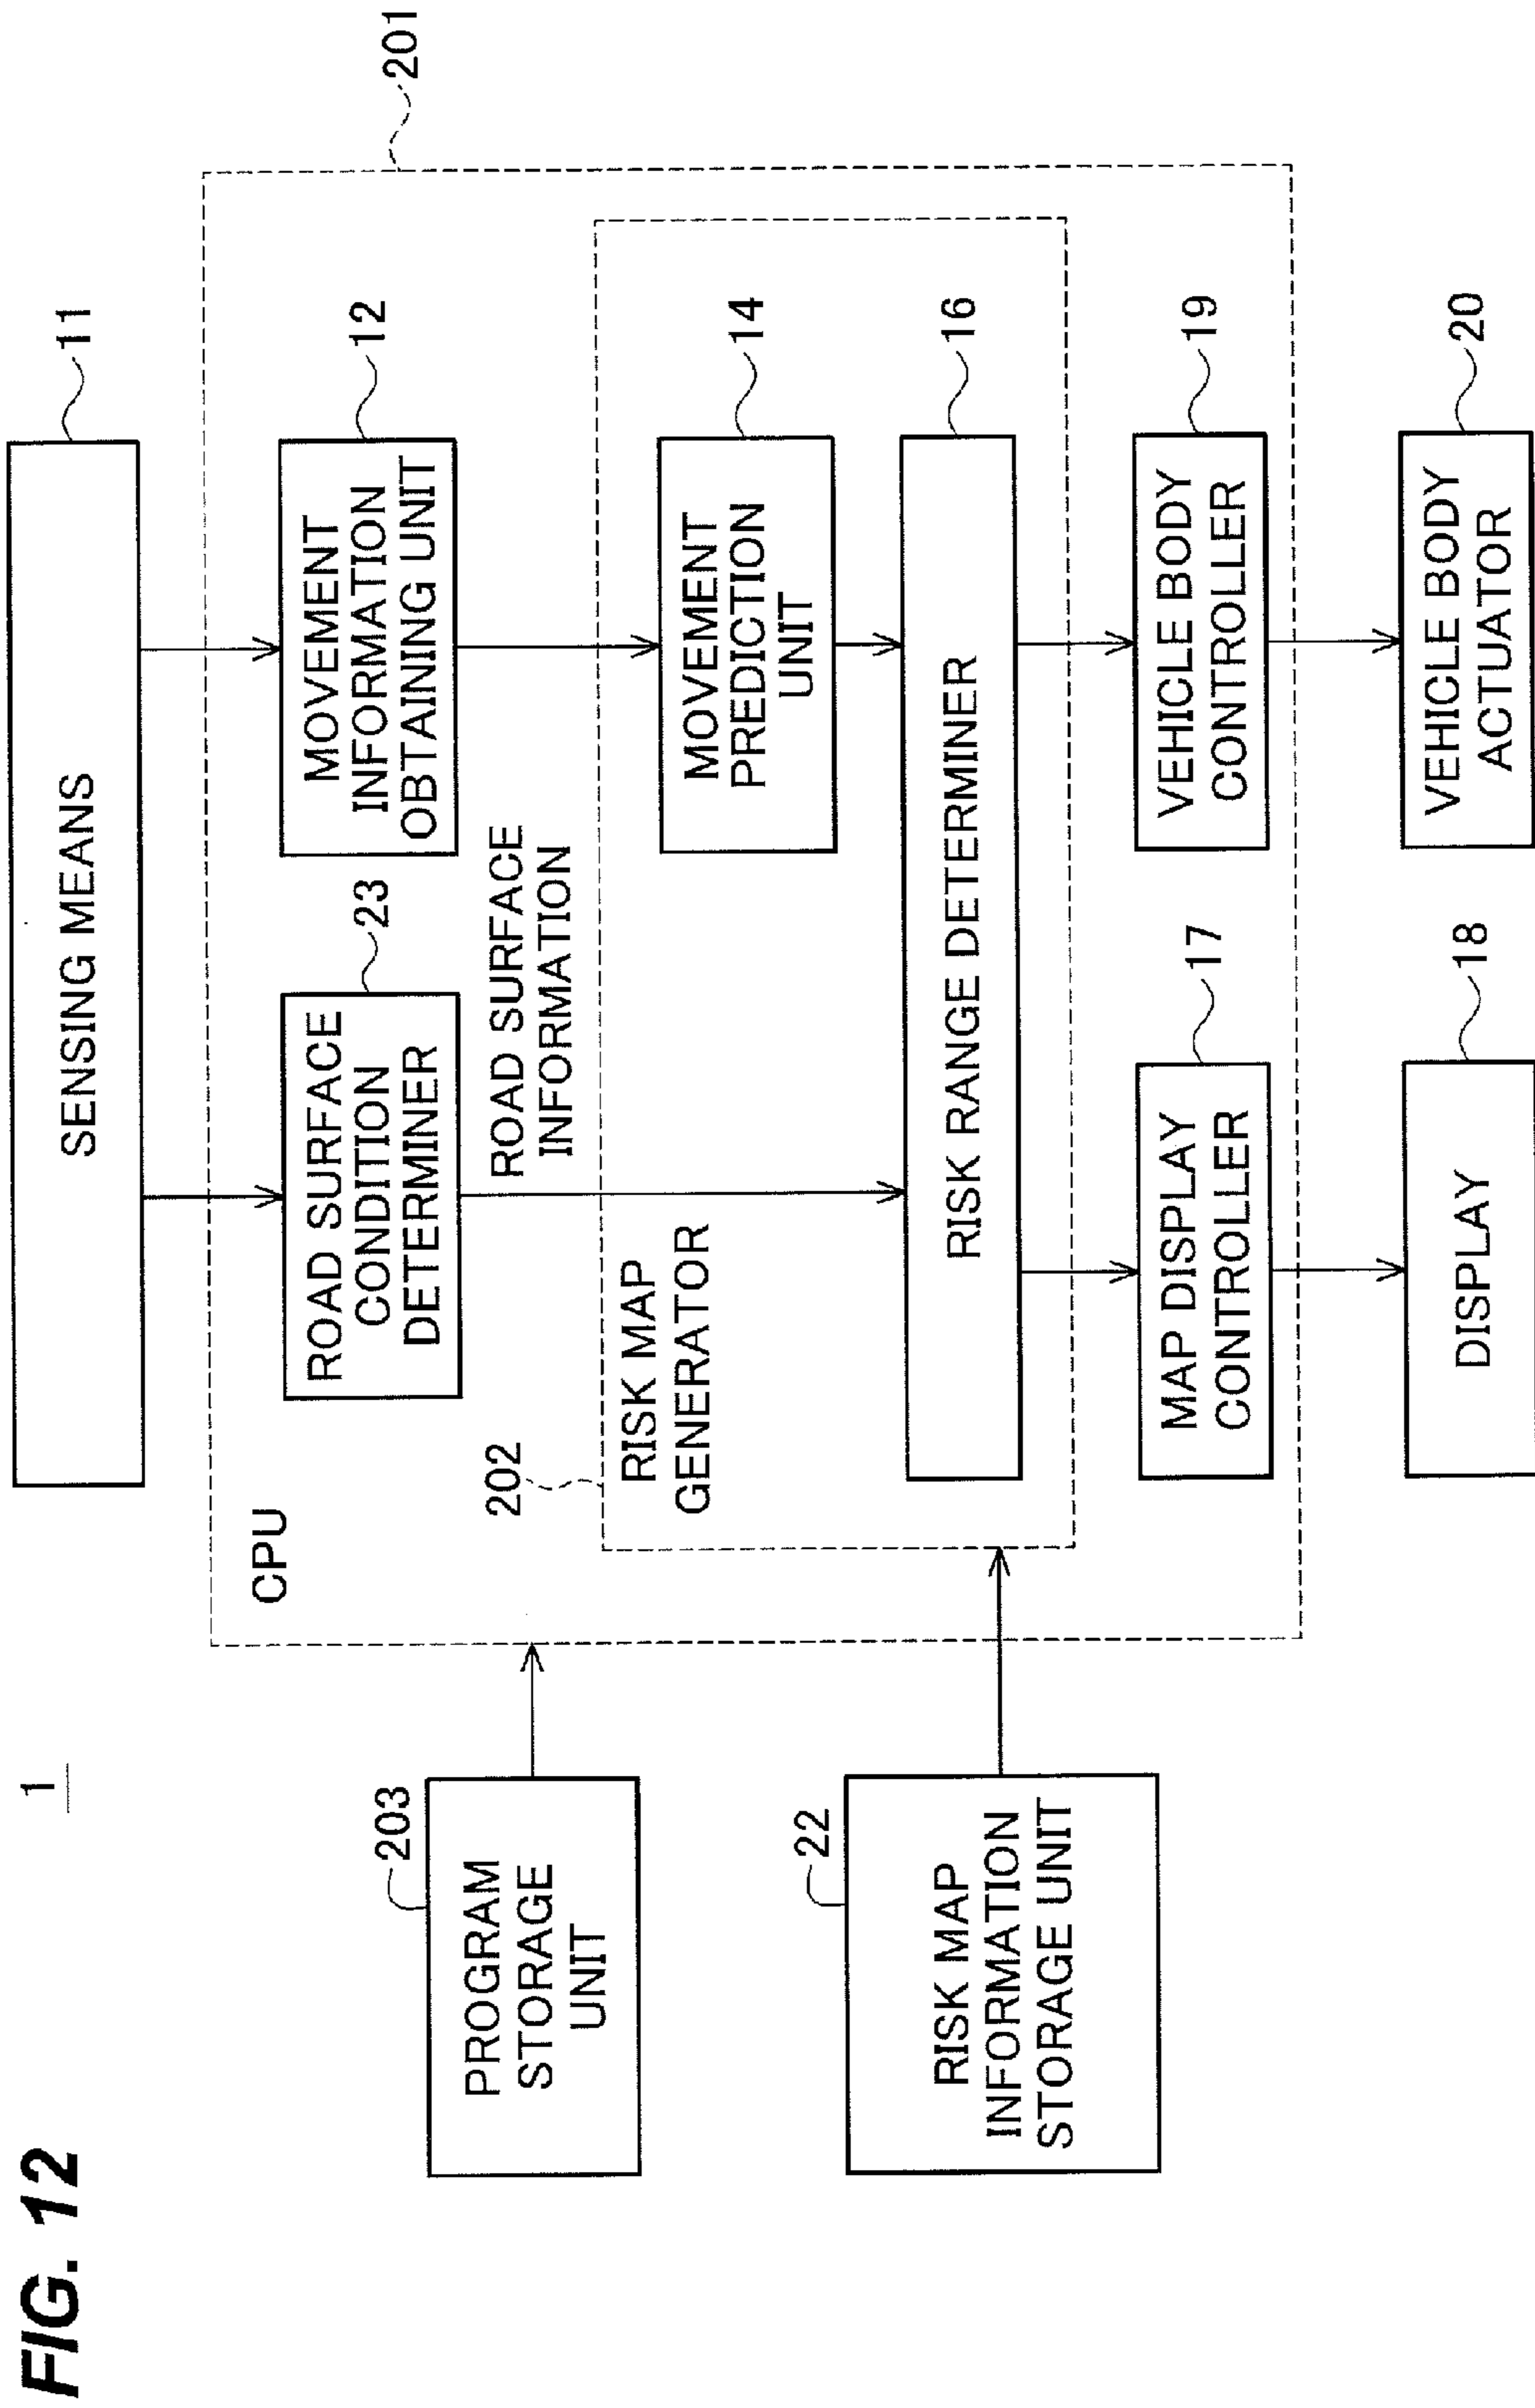 FIG. 12
1
SENSING MEANS
11
CPU
201
ROAD SURFACE
CONDITION
DETERMINER
23
MOVEMENT
INFORMATION
OBTAINING UNIT
12
PROGRAM
STORAGE
UNIT
203
ROAD SURFACE
INFORMATION
202
RISK MAP
GENERATOR
MOVEMENT
PREDICTION
UNIT
14
RISK MAP
INFORMATION
STORAGE UNIT
22
RISK RANGE DETERMINER
16
MAP DISPLAY
CONTROLLER
17
VEHICLE BODY
CONTROLLER
19
DISPLAY
18
VEHICLE BODY
ACTUATOR
20